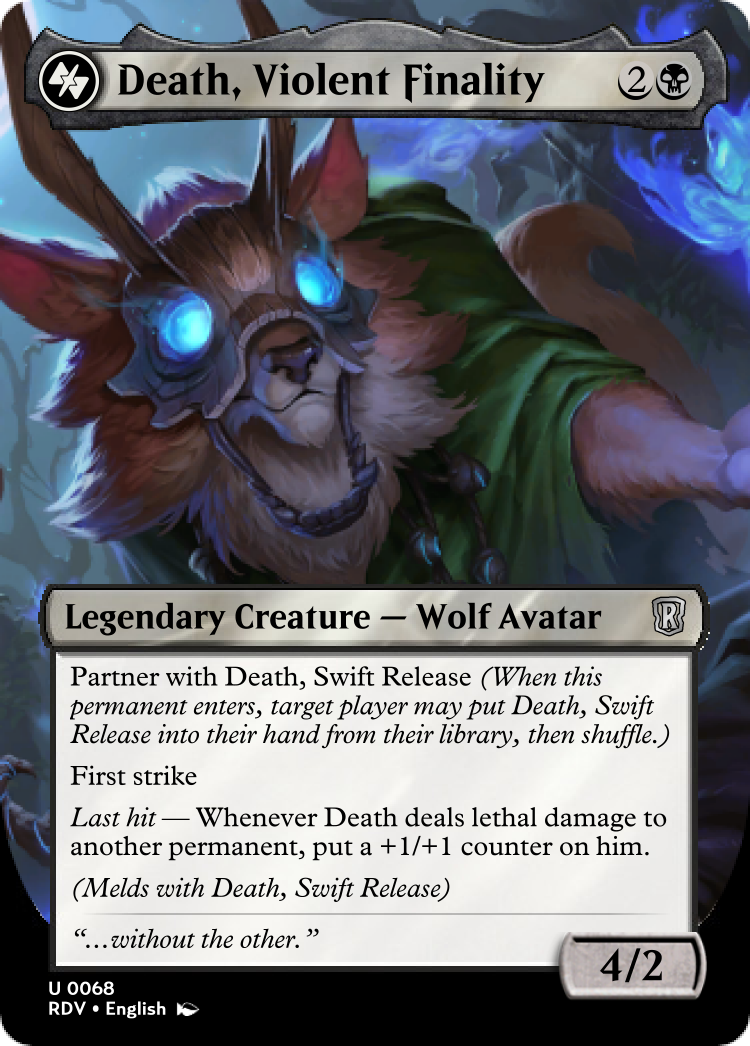 Death, Violent Finality 2
Legendary Creature — Wolf Avatar R
Partner with Death, Swift Release (When this
permanent enters, target player may put Death, Swift
Release into their hand from their library, then shuffle.)
First strike
Last hit — Whenever Death deals lethal damage to
another permanent, put a +1/+1 counter on him.
(Melds with Death, Swift Release)
“…without the other.”
4/2
U 0068
RDV • English